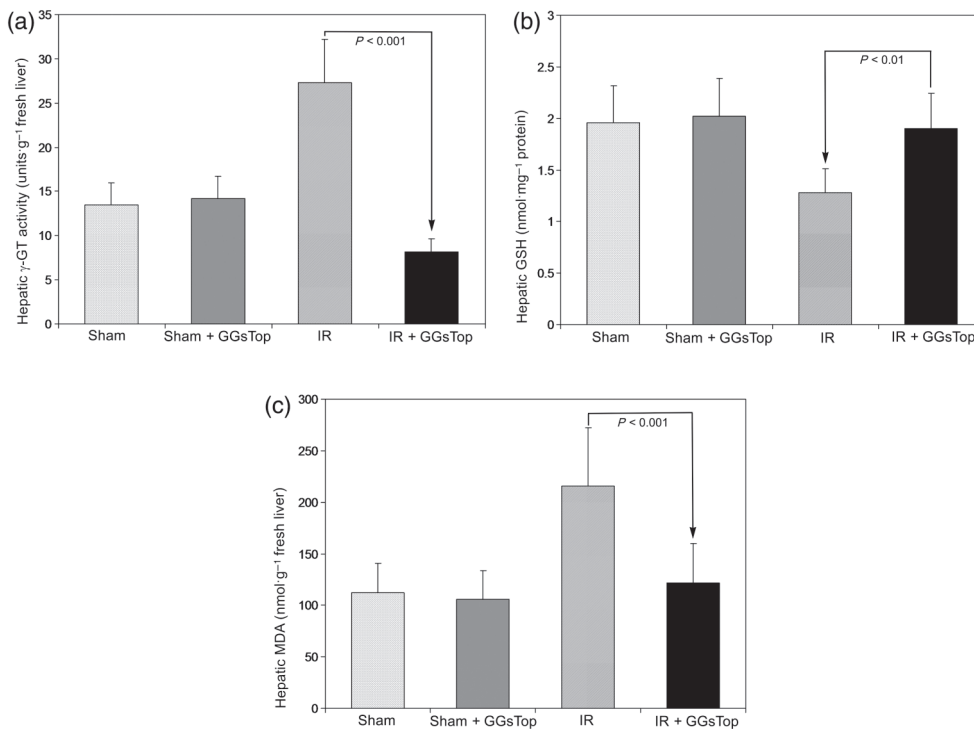 (a)
Hepatic γ-GT activity (units·g⁻¹ fresh liver)
35
30
25
20
15
10
5
0
P < 0.001
Sham
Sham + GGsTop
IR
IR + GGsTop
(b)
Hepatic GSH (nmol·mg⁻¹ protein)
3
2.5
2
1.5
1
0.5
0
P < 0.01
Sham
Sham + GGsTop
IR
IR + GGsTop
(c)
Hepatic MDA (nmol·g⁻¹ fresh liver)
300
250
200
150
100
50
0
P < 0.001
Sham
Sham + GGsTop
IR
IR + GGsTop